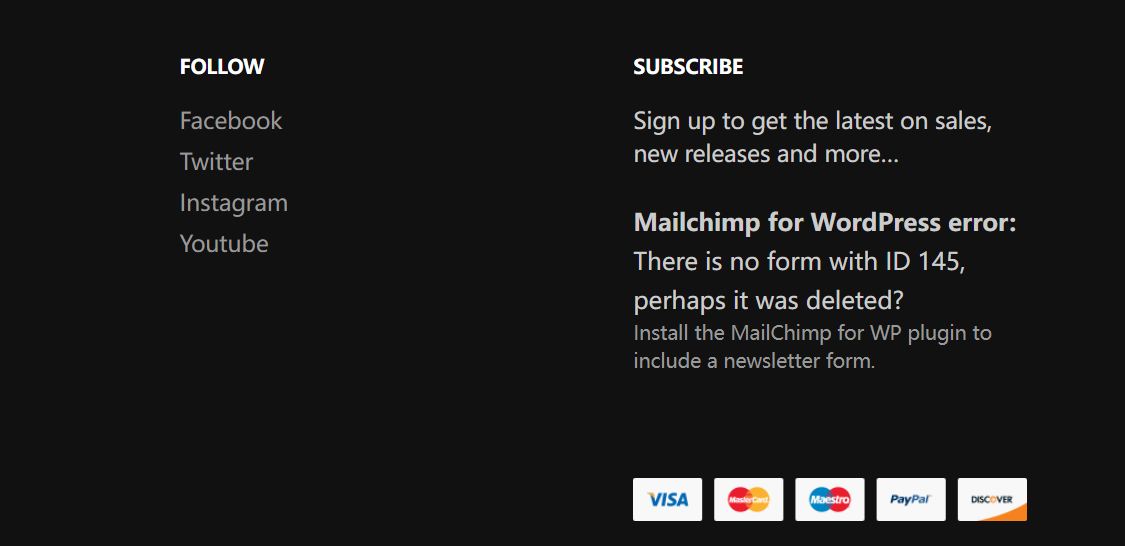 FOLLOW
Facebook
Twitter
Instagram
Youtube
SUBSCRIBE
Sign up to get the latest on sales,
new releases and more…
Mailchimp for WordPress error:
There is no form with ID 145,
perhaps it was deleted?
Install the MailChimp for WP plugin to
include a newsletter form.
VISA MasterCard Maestro PayPal DISCOVER